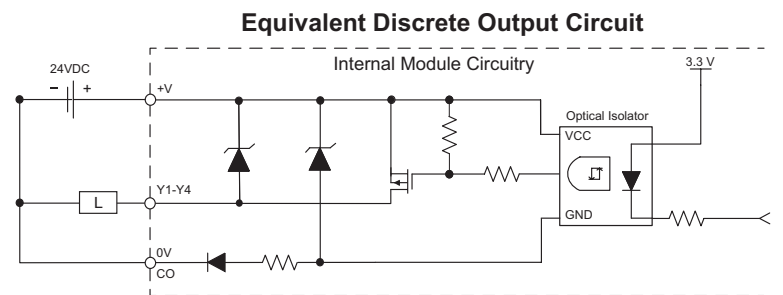 Equivalent Discrete Output Circuit
Internal Module Circuitry
24VDC
- +
+V
3.3 V
Optical Isolator
VCC
Y1-Y4
L
GND
0V
CO